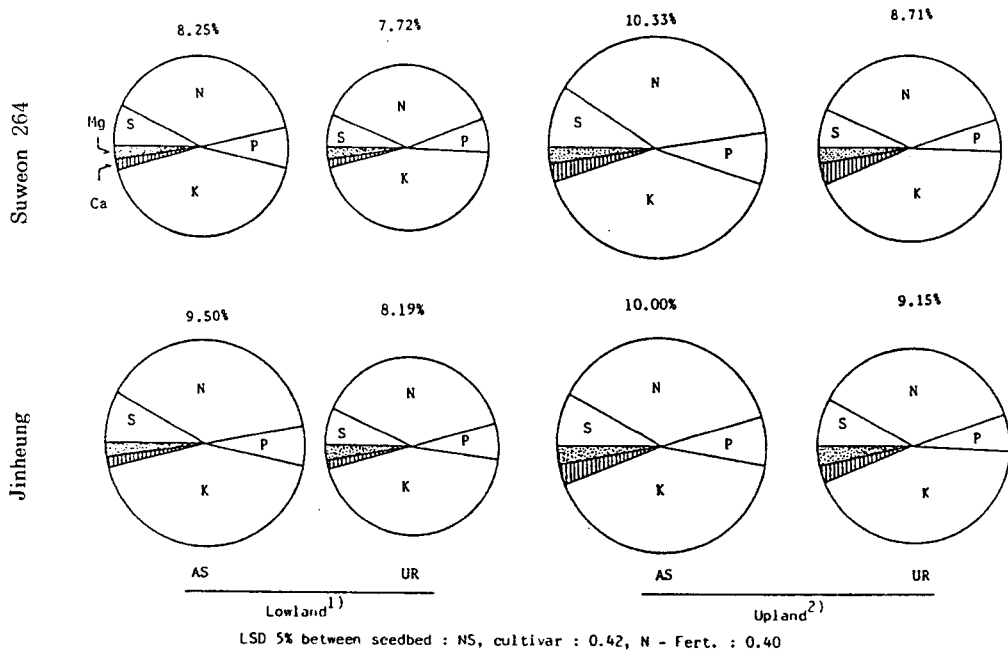 8.25% 7.72% 10.33% 8.71%
Suweon 264
N N N N
Mg S P S P S P S P
Ca K K K K
9.50% 8.19% 10.00% 9.15%
Jinheung
N N N N
S P S P S P S P
K K K K
AS UR AS UR
Lowland1) Upland2)
LSD 5% between seedbed : NS, cultivar : 0.42, N - Fert. : 0.40